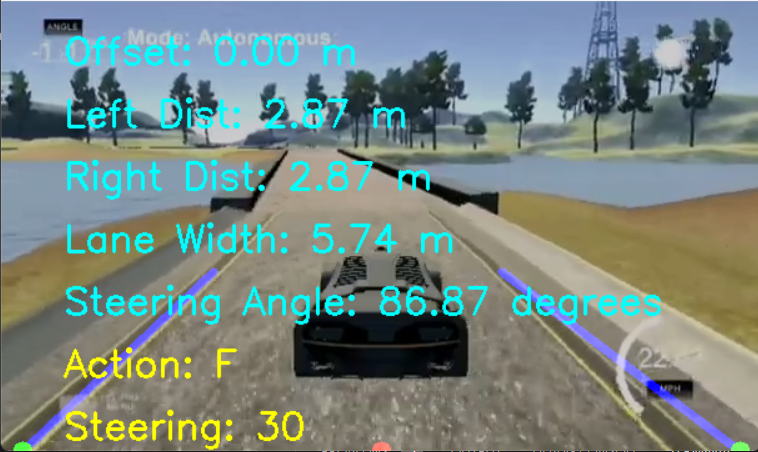 ANGLE
Mode: Autonomous
Offset: 0.00 m
Left Dist: 2.87 m
Right Dist: 2.87 m
Lane Width: 5.74 m
Steering Angle: 86.87 degrees
Action: F
MPH
Steering: 30